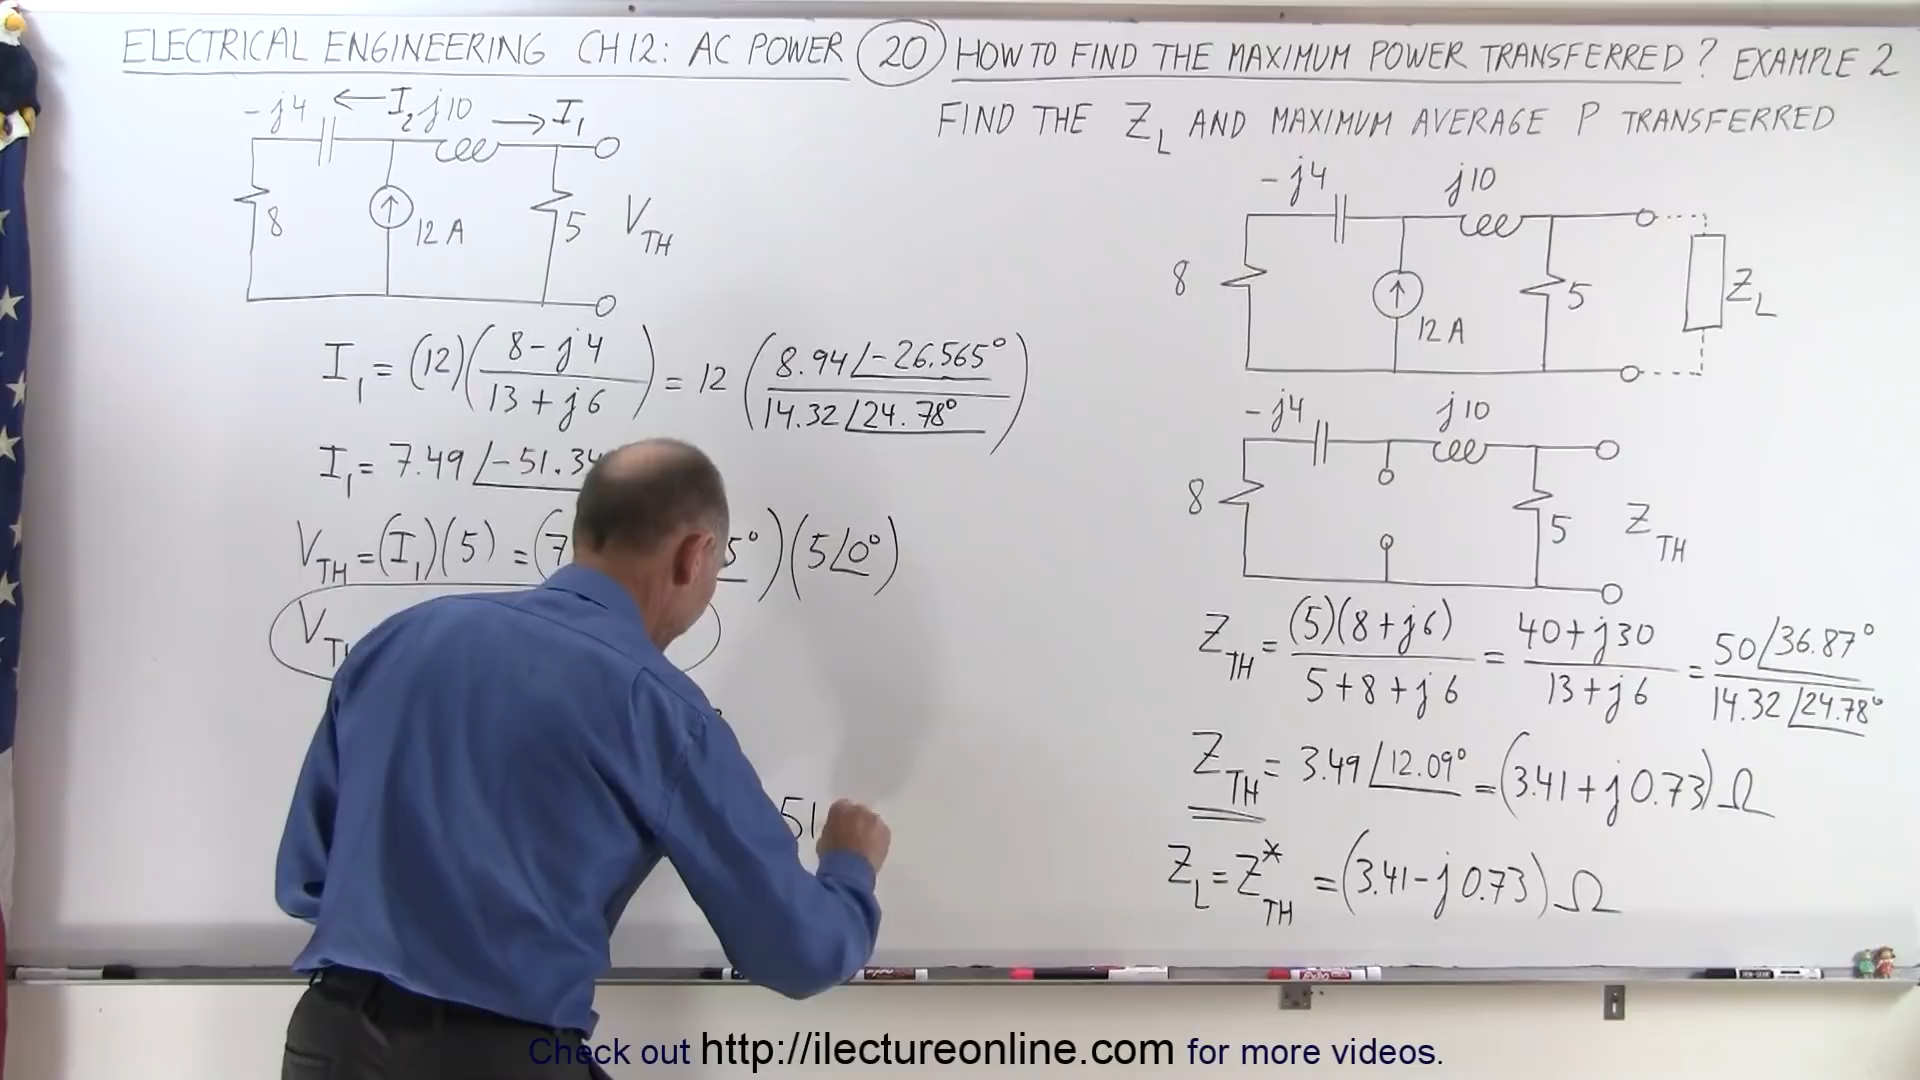 ELECTRICAL ENGINEERING CH 12: AC POWER 20 HOW TO FIND THE MAXIMUM POWER TRANSFERRED? EXAMPLE 2
FIND THE Z_L AND MAXIMUM AVERAGE P TRANSFERRED
-j4 ← I₂ j10 → I₁
8 12 A 5 V_TH
I₁ = (12)((8 - j4)/(13 + j6)) = 12 (8.94∠-26.565°/14.32∠24.78°)
I₁ = 7.49 ∠-51.34
V_TH = (I₁)(5) = (7 5°)(5∠0°)
V_TH
51
-j4 j10
8 12 A 5 Z_L
-j4 j10
8 5 Z_TH
Z_TH = (5)(8 + j6)/(5 + 8 + j6) = (40 + j30)/(13 + j6) = 50∠36.87°/14.32∠24.78°
Z_TH = 3.49∠12.09° = (3.41 + j0.73) Ω
Z_L = Z*_TH = (3.41 - j0.73) Ω
Check out http://ilectureonline.com for more videos.